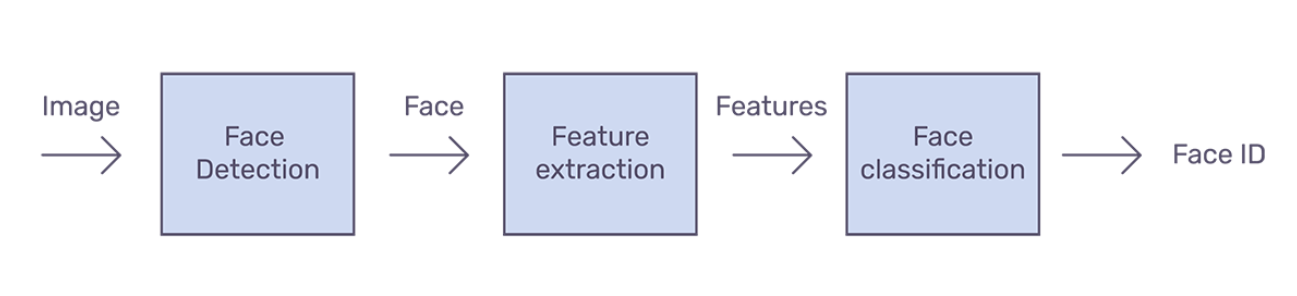 Image
Face
Detection
Face
Feature
extraction
Features
Face
classification
Face ID